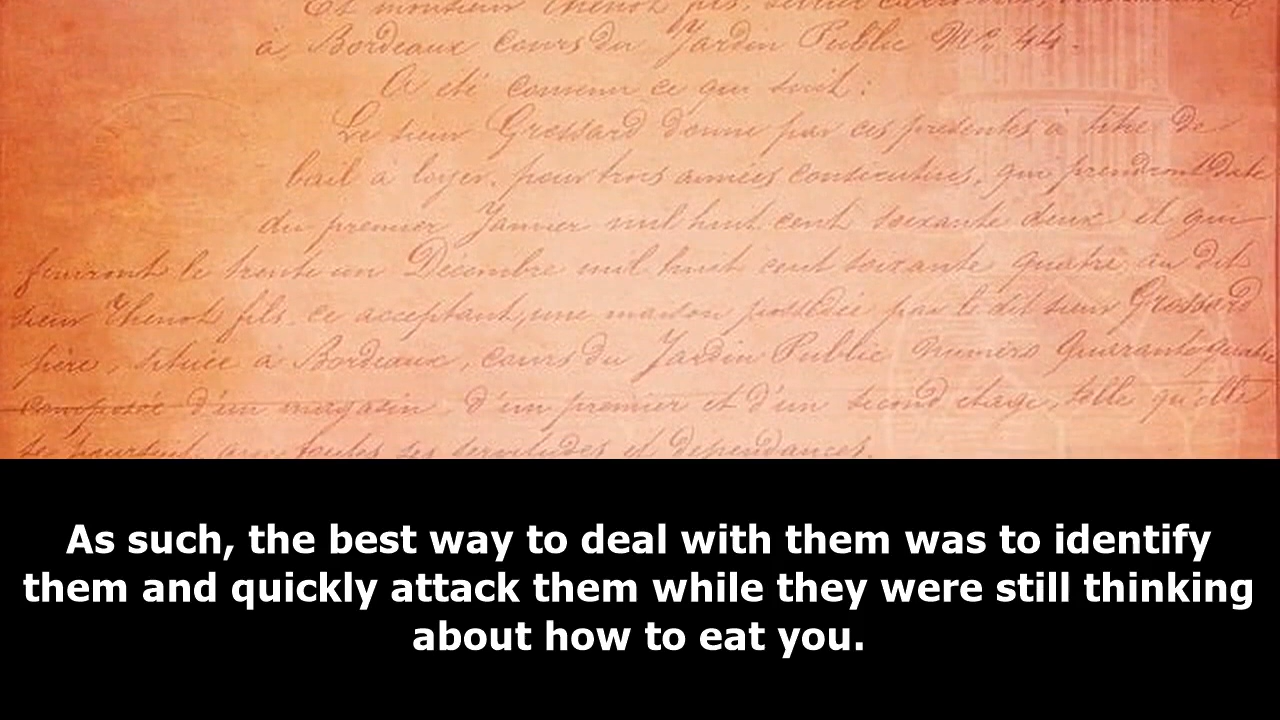 à Bordeaux cours du Jardin Public Nº 44.
A été convenu ce qui suit :
Le sieur Grossard donne par ces présentes à titre de
bail à loyer, pour trois années consécutives, qui prendront date
du premier Janvier mil huit cent soixante deux et qui
finiront le trente un Décembre mil huit cent soixante quatre, au dit
sieur Thenot fils, ce acceptant, une maison possédée par le dit sieur Grossard
père, située à Bordeaux, cours du Jardin Public numéro Quarante quatre
composée d'un magasin, d'un premier et d'un second étage, telle qu'elle
se poursuit, avec toutes ses servitudes et dépendances.
As such, the best way to deal with them was to identify
them and quickly attack them while they were still thinking
about how to eat you.